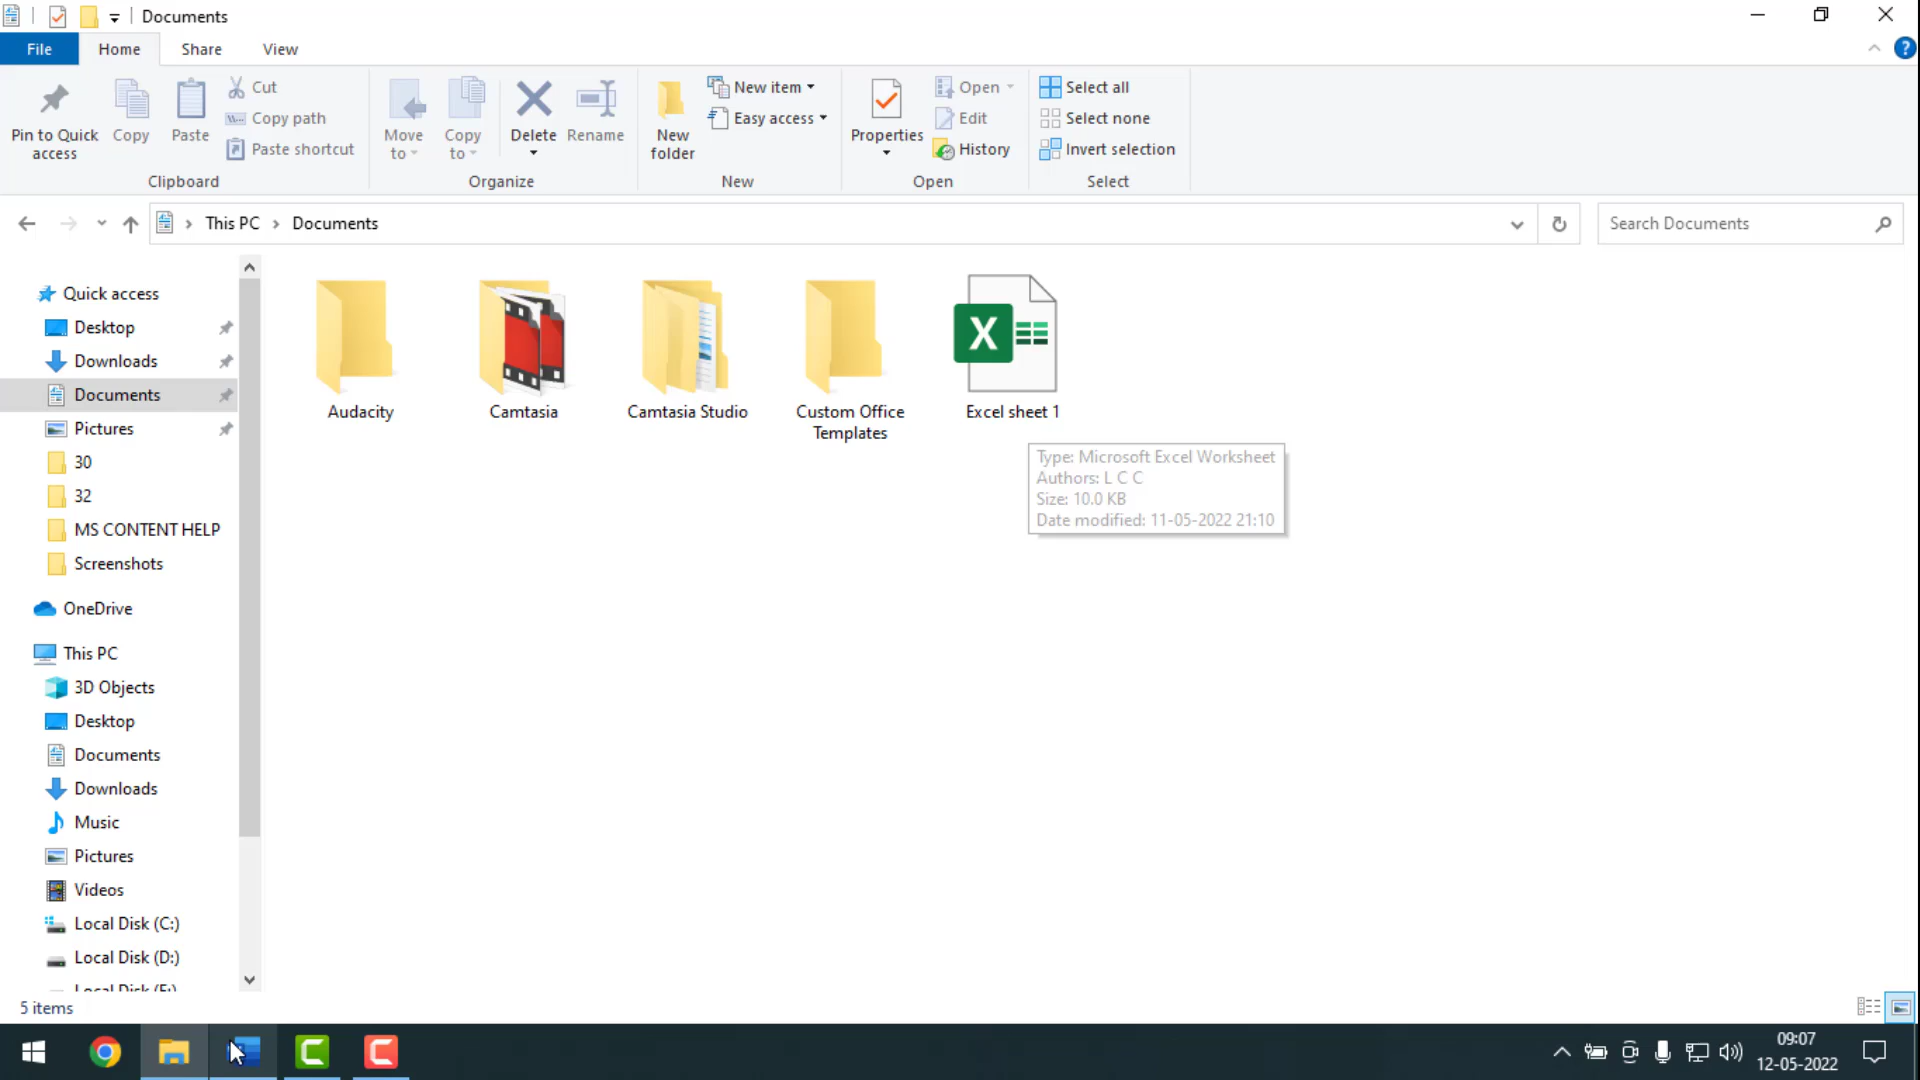 Documents
File Home Share View
Pin to Quick access
Copy
Paste
Cut
Copy path
Paste shortcut
Clipboard
Move to
Copy to
Delete
Rename
Organize
New folder
New item
Easy access
New
Properties
Open
Edit
History
Open
Select all
Select none
Invert selection
Select
This PC > Documents
Search Documents
Quick access
Desktop
Downloads
Documents
Pictures
30
32
MS CONTENT HELP
Screenshots
OneDrive
This PC
3D Objects
Desktop
Documents
Downloads
Music
Pictures
Videos
Local Disk (C:)
Local Disk (D:)
Audacity
Camtasia
Camtasia Studio
Custom Office
Templates
Excel sheet 1
Type: Microsoft Excel Worksheet
Authors: L C C
Size: 10.0 KB
Date modified: 11-05-2022 21:10
5 items
09:07
12-05-2022